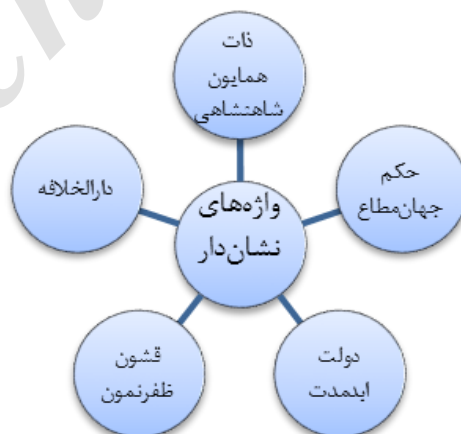 ذات
همایون
شاهنشاهی
حکم
جهان‌مطاع
دولت
ابدمدت
قشون
ظفرنمون
دارالخلافه
واژه‌های
نشان‌دار